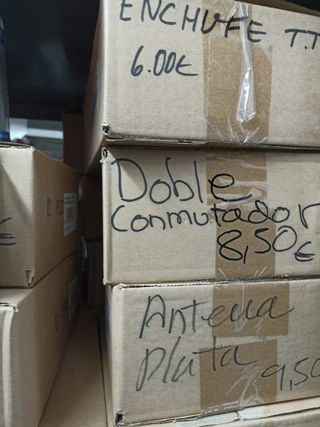 ENCHUFE T.T
6.00€
Doble
Conmutador
8,50€
Antena
Plata
9,50
€